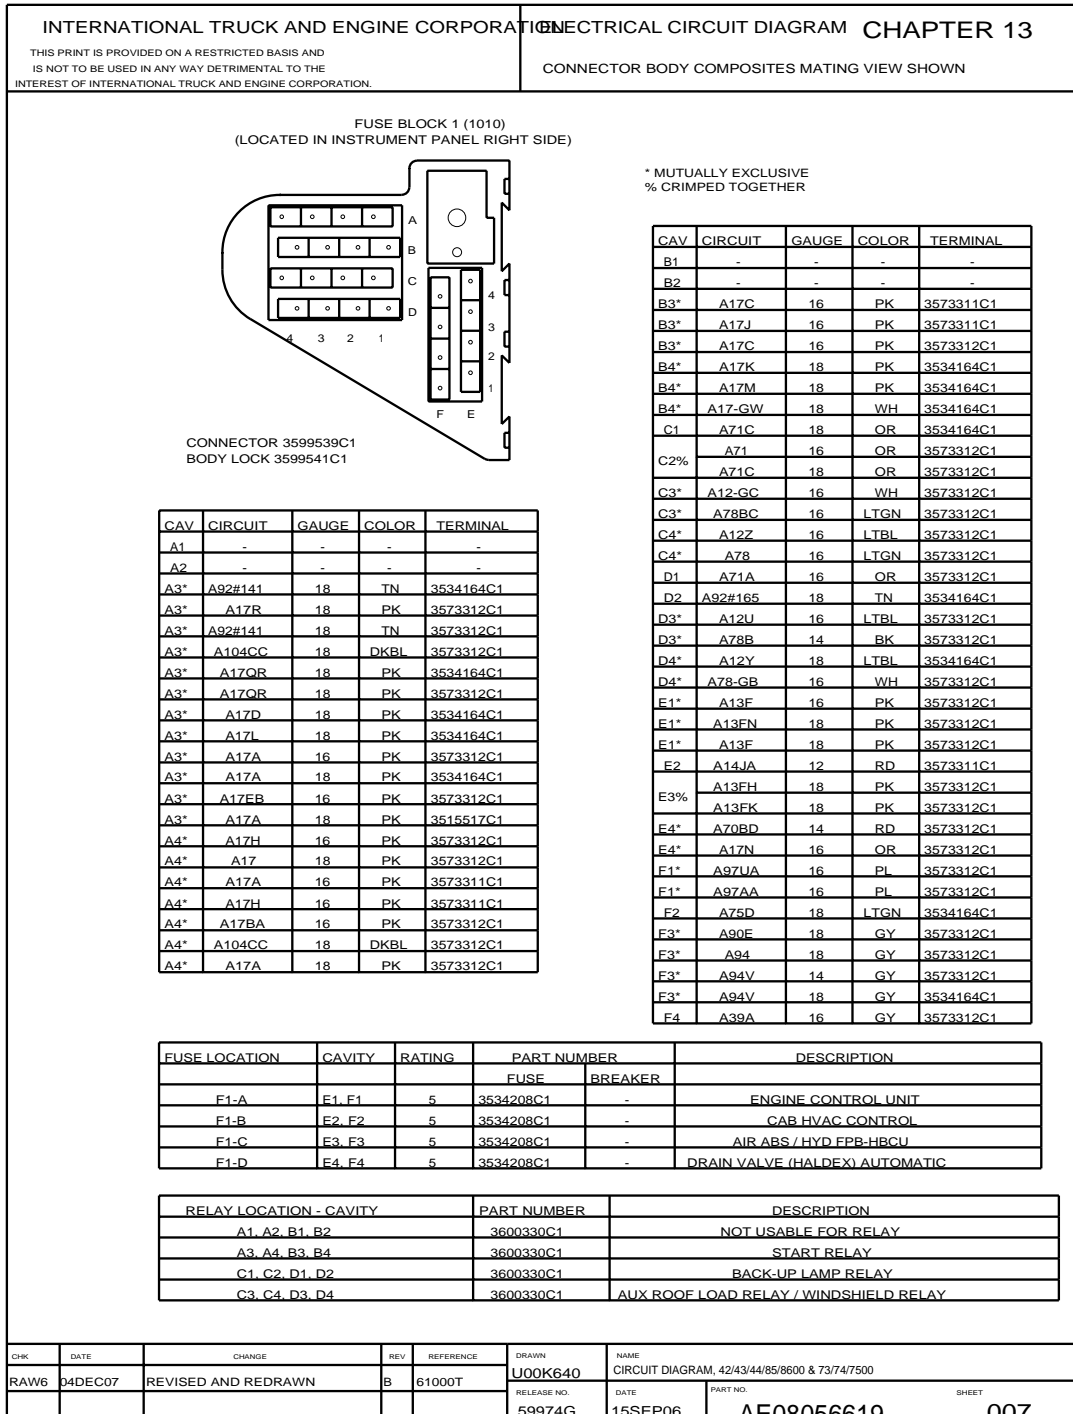 INTERNATIONAL TRUCK AND ENGINE CORPORATION
THIS PRINT IS PROVIDED ON A RESTRICTED BASIS AND
IS NOT TO BE USED IN ANY WAY DETRIMENTAL TO THE
INTEREST OF INTERNATIONAL TRUCK AND ENGINE CORPORATION.
ELECTRICAL CIRCUIT DIAGRAM CHAPTER 13
CONNECTOR BODY COMPOSITES MATING VIEW SHOWN
FUSE BLOCK 1 (1010)
(LOCATED IN INSTRUMENT PANEL RIGHT SIDE)
A
B
C
D
4 3 2 1
4
3
2
1
F E
CONNECTOR 3599539C1
BODY LOCK 3599541C1
CAV CIRCUIT GAUGE COLOR TERMINAL
A1 - - - -
A2 - - - -
A3* A92#141 18 TN 3534164C1
A3* A17R 18 PK 3573312C1
A3* A92#141 18 TN 3573312C1
A3* A104CC 18 DKBL 3573312C1
A3* A17QR 18 PK 3534164C1
A3* A17QR 18 PK 3573312C1
A3* A17D 18 PK 3534164C1
A3* A17L 18 PK 3534164C1
A3* A17A 16 PK 3573312C1
A3* A17A 18 PK 3534164C1
A3* A17EB 16 PK 3573312C1
A3* A17A 18 PK 3515517C1
A4* A17H 16 PK 3573312C1
A4* A17 18 PK 3573312C1
A4* A17A 16 PK 3573311C1
A4* A17H 16 PK 3573311C1
A4* A17BA 16 PK 3573312C1
A4* A104CC 18 DKBL 3573312C1
A4* A17A 18 PK 3573312C1
* MUTUALLY EXCLUSIVE
% CRIMPED TOGETHER
CAV CIRCUIT GAUGE COLOR TERMINAL
B1 - - - -
B2 - - - -
B3* A17C 16 PK 3573311C1
B3* A17J 16 PK 3573311C1
B3* A17C 16 PK 3573312C1
B4* A17K 18 PK 3534164C1
B4* A17M 18 PK 3534164C1
B4* A17-GW 18 WH 3534164C1
C1 A71C 18 OR 3534164C1
C2% A71 16 OR 3573312C1
A71C 18 OR 3573312C1
C3* A12-GC 16 WH 3573312C1
C3* A78BC 16 LTGN 3573312C1
C4* A12Z 16 LTBL 3573312C1
C4* A78 16 LTGN 3573312C1
D1 A71A 16 OR 3573312C1
D2 A92#165 18 TN 3534164C1
D3* A12U 16 LTBL 3573312C1
D3* A78B 14 BK 3573312C1
D4* A12Y 18 LTBL 3534164C1
D4* A78-GB 16 WH 3573312C1
E1* A13F 16 PK 3573312C1
E1* A13FN 18 PK 3573312C1
E1* A13F 18 PK 3573312C1
E2 A14JA 12 RD 3573311C1
E3% A13FH 18 PK 3573312C1
A13FK 18 PK 3573312C1
E4* A70BD 14 RD 3573312C1
E4* A17N 16 OR 3573312C1
F1* A97UA 16 PL 3573312C1
F1* A97AA 16 PL 3573312C1
F2 A75D 18 LTGN 3534164C1
F3* A90E 18 GY 3573312C1
F3* A94 18 GY 3573312C1
F3* A94V 14 GY 3573312C1
F3* A94V 18 GY 3534164C1
F4 A39A 16 GY 3573312C1
FUSE LOCATION CAVITY RATING PART NUMBER DESCRIPTION
FUSE BREAKER
F1-A E1, F1 5 3534208C1 - ENGINE CONTROL UNIT
F1-B E2, F2 5 3534208C1 - CAB HVAC CONTROL
F1-C E3, F3 5 3534208C1 - AIR ABS / HYD FPB-HBCU
F1-D E4, F4 5 3534208C1 - DRAIN VALVE (HALDEX) AUTOMATIC
RELAY LOCATION - CAVITY PART NUMBER DESCRIPTION
A1, A2, B1, B2 3600330C1 NOT USABLE FOR RELAY
A3, A4, B3, B4 3600330C1 START RELAY
C1, C2, D1, D2 3600330C1 BACK-UP LAMP RELAY
C3, C4, D3, D4 3600330C1 AUX ROOF LOAD RELAY / WINDSHIELD RELAY
CHK DATE CHANGE REV REFERENCE DRAWN NAME
RAW6 04DEC07 REVISED AND REDRAWN B 61000T U00K640 CIRCUIT DIAGRAM, 42/43/44/85/8600 & 73/74/7500
RELEASE NO. DATE PART NO. SHEET
59974G 15SEP06 AE08056619 007